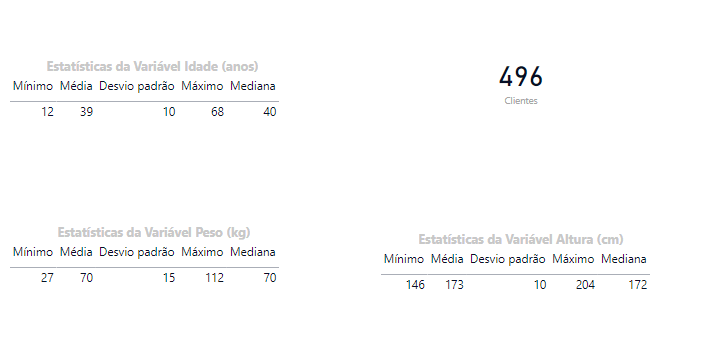 Estatísticas da Variável Idade (anos)
Mínimo Média Desvio padrão Máximo Mediana
12 39 10 68 40
496
Clientes
Estatísticas da Variável Peso (kg)
Mínimo Média Desvio padrão Máximo Mediana
27 70 15 112 70
Estatísticas da Variável Altura (cm)
Mínimo Média Desvio padrão Máximo Mediana
146 173 10 204 172